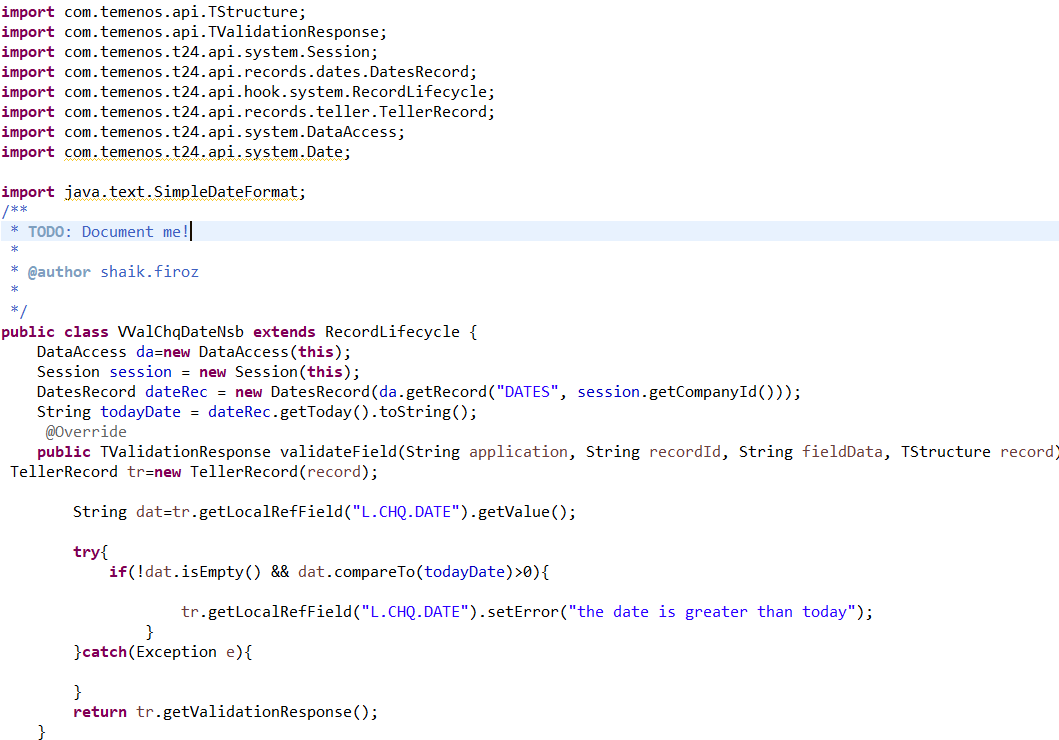 import com.temenos.api.TStructure;
import com.temenos.api.TValidationResponse;
import com.temenos.t24.api.system.Session;
import com.temenos.t24.api.records.dates.DatesRecord;
import com.temenos.t24.api.hook.system.RecordLifecycle;
import com.temenos.t24.api.records.teller.TellerRecord;
import com.temenos.t24.api.system.DataAccess;
import com.temenos.t24.api.system.Date;
import java.text.SimpleDateFormat;
/**
* TODO: Document me!
*
* @author shaik.firoz
*
*/
public class VValChqDateNsb extends RecordLifecycle {
DataAccess da=new DataAccess(this);
Session session = new Session(this);
DatesRecord dateRec = new DatesRecord(da.getRecord("DATES", session.getCompanyId()));
String todayDate = dateRec.getToday().toString();
@Override
public TValidationResponse validateField(String application, String recordId, String fieldData, TStructure record)
TellerRecord tr=new TellerRecord(record);
String dat=tr.getLocalRefField("L.CHQ.DATE").getValue();
try{
if(!dat.isEmpty() && dat.compareTo(todayDate)>0){
tr.getLocalRefField("L.CHQ.DATE").setError("the date is greater than today");
}
}catch(Exception e){
}
return tr.getValidationResponse();
}